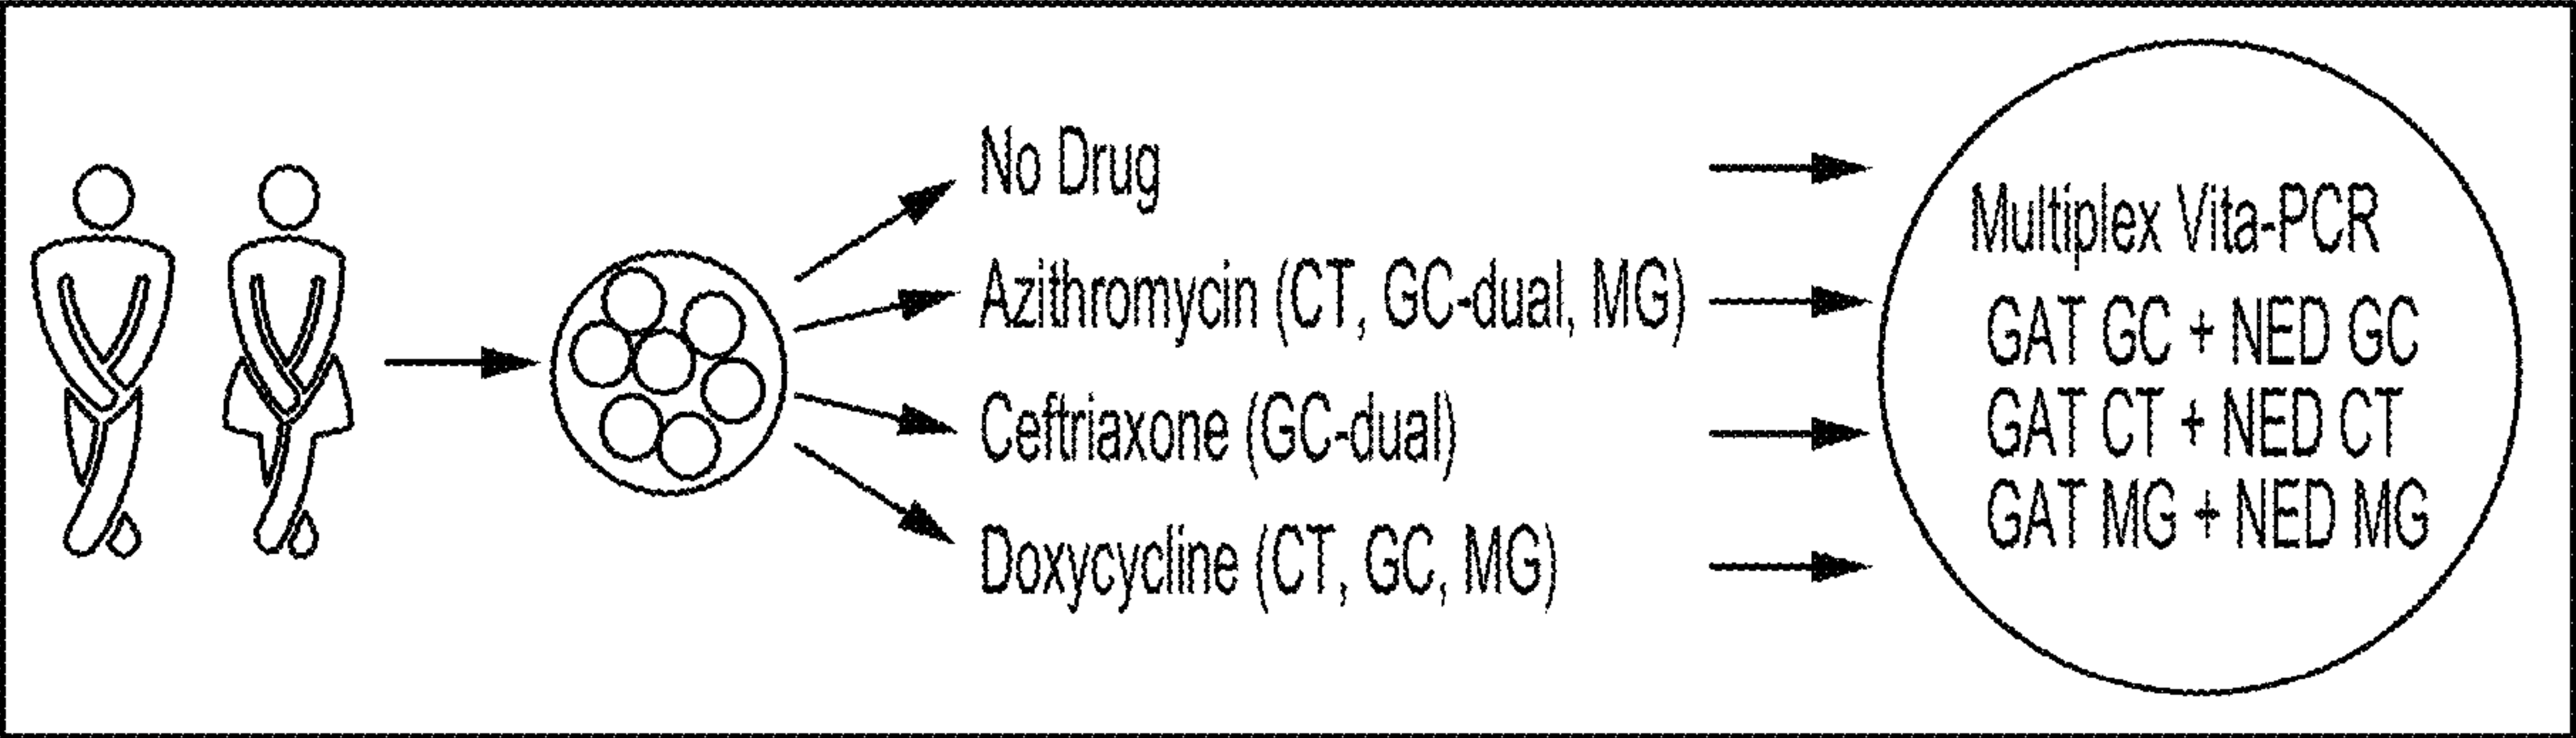 No Drug
Azithromycin (CT, GC-dual, MG)
Ceftriaxone (GC-dual)
Doxycycline (CT, GC, MG)
Multiplex Vita-PCR
GAT GC + NED GC
GAT CT + NED CT
GAT MG + NED MG